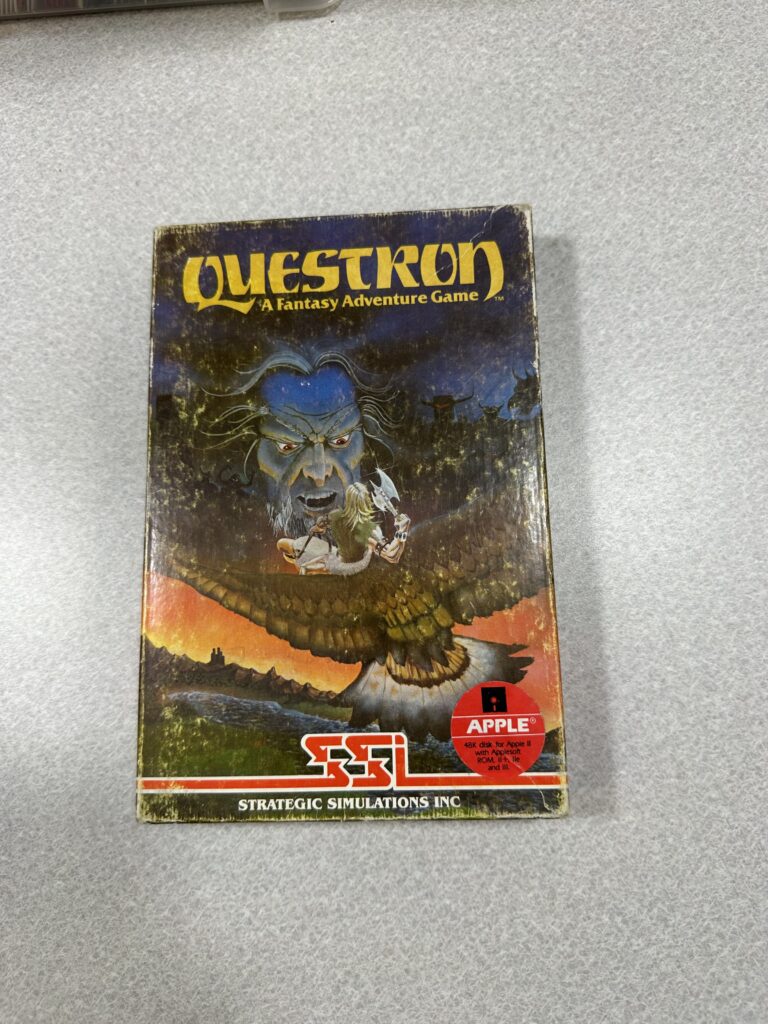 QUESTRON
A Fantasy Adventure Game ™
APPLE®
48K disk for Apple II
with Applesoft
ROM, II+, IIe
and III.
SSI
STRATEGIC SIMULATIONS INC